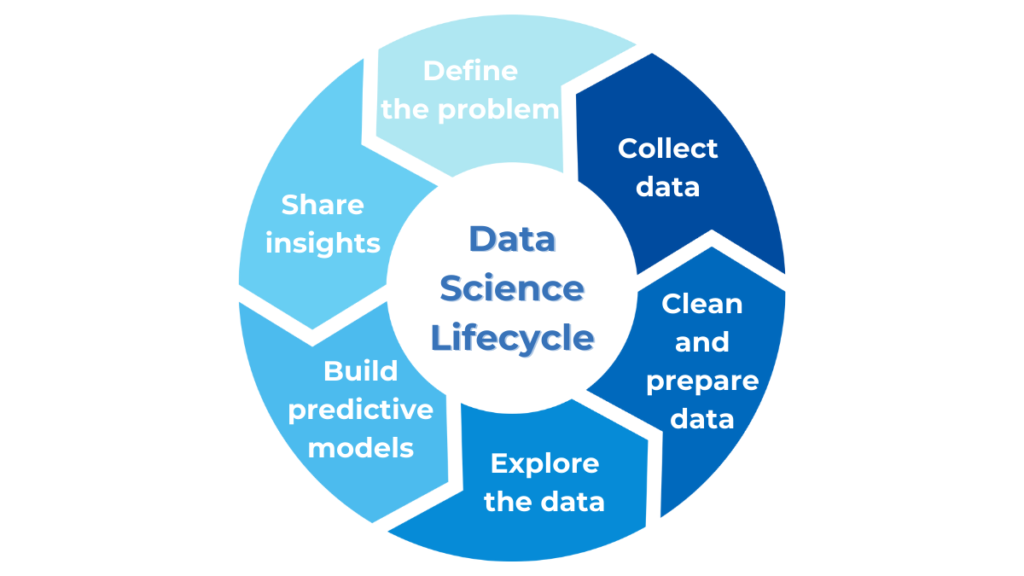 Define
the problem
Collect
data
Clean
and
prepare
data
Explore
the data
Build
predictive
models
Share
insights
Data
Science
Lifecycle